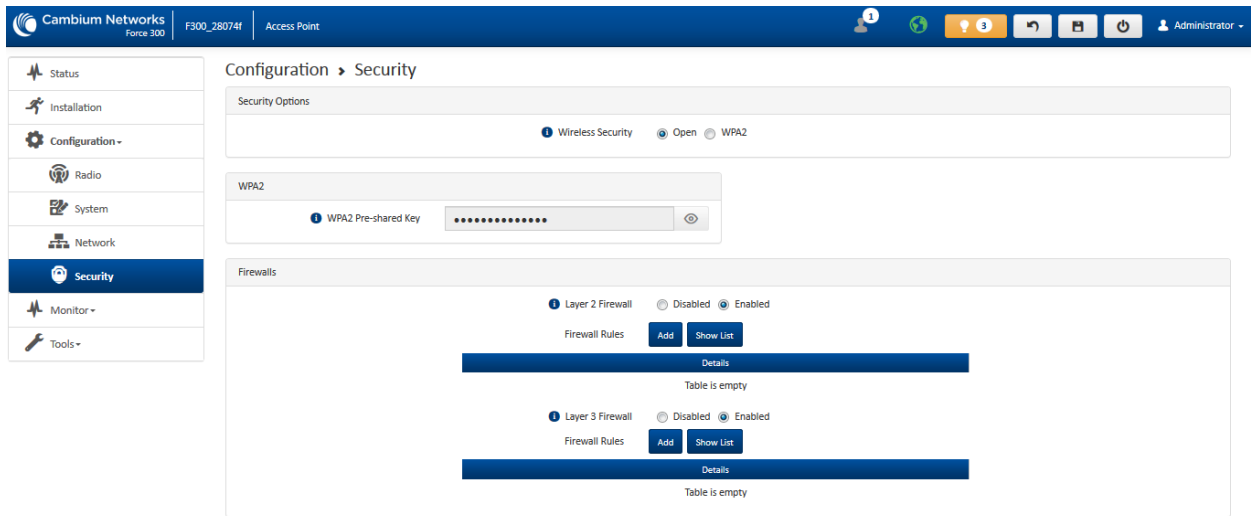 Cambium Networks
Force 300
F300_28074f
Access Point
1
3
Administrator
Status
Installation
Configuration
Radio
System
Network
Security
Monitor
Tools
Configuration > Security
Security Options
Wireless Security Open WPA2
WPA2
WPA2 Pre-shared Key ••••••••••••••
Firewalls
Layer 2 Firewall Disabled Enabled
Firewall Rules Add Show List
Details
Table is empty
Layer 3 Firewall Disabled Enabled
Firewall Rules Add Show List
Details
Table is empty